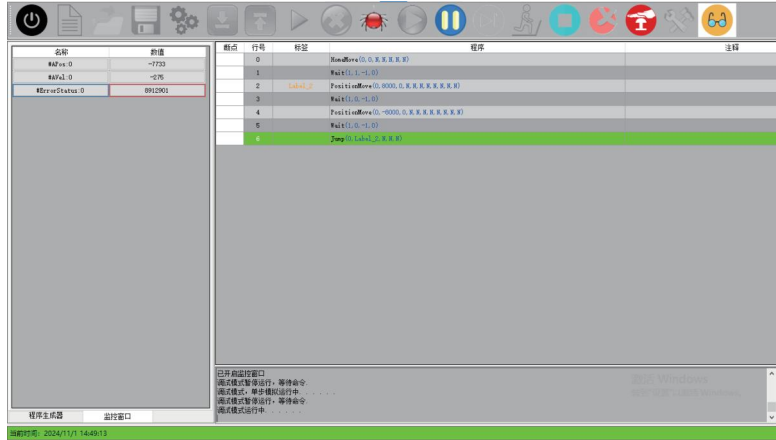 名称 数值
#APos:0 -7733
#AVel:0 -275
#ErrorStatus:0 8912901
程序生成器 监控窗口
断点 行号 标签 程序 注释
0 HomeMove(0,0,N,N,N,N,N)
1 Wait(1,1,-1,0)
2 Label_2 PositionMove(0,8000,0,N,N,N,N,N,N,N)
3 Wait(1,0,-1,0)
4 PositionMove(0,-8000,0,N,N,N,N,N,N,N)
5 Wait(1,0,-1,0)
6 Jump(0,Label_2,N,N,N)
已开启监控窗口
调试模式暂停运行，等待命令.
调试模式，单步模拟运行中. . . . . .
调试模式暂停运行，等待命令
调试模式运行中. . . . . .
激活 Windows
当前时间: 2024/11/1 14:49:13